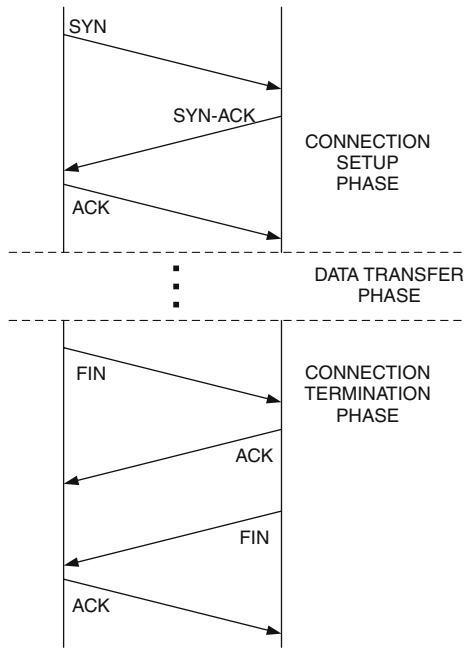 SYN
SYN-ACK
CONNECTION
SETUP
PHASE
ACK
DATA TRANSFER
PHASE
FIN
CONNECTION
TERMINATION
PHASE
ACK
FIN
ACK